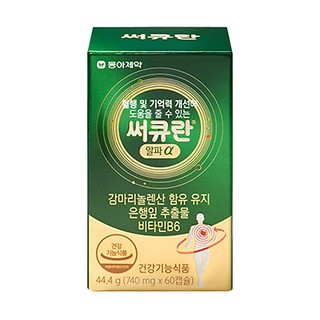 동아제약
혈행 및 기억력 개선에
도움을 줄 수 있는
써큐란®
알파α
감마리놀렌산 함유 유지
은행잎 추출물
비타민B6
건강
기능식품
건강기능식품
44.4 g (740 mg x 60캡슐)